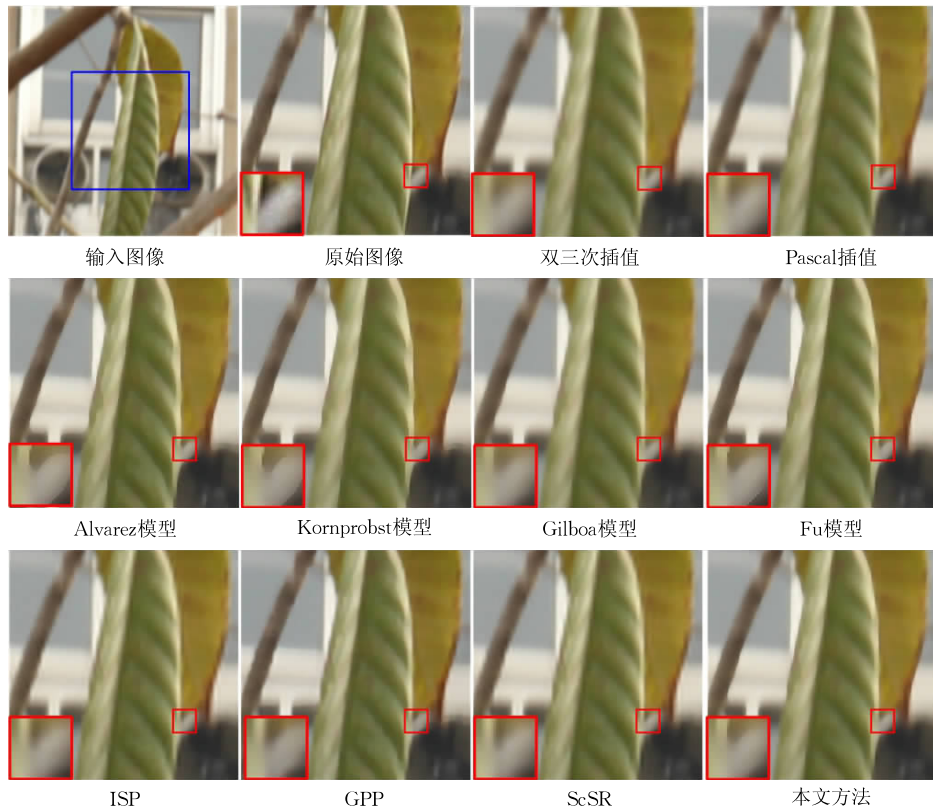 输入图像
原始图像
双三次插值
Pascal插值
Alvarez模型
Kornprobst模型
Gilboa模型
Fu模型
ISP
GPP
ScSR
本文方法